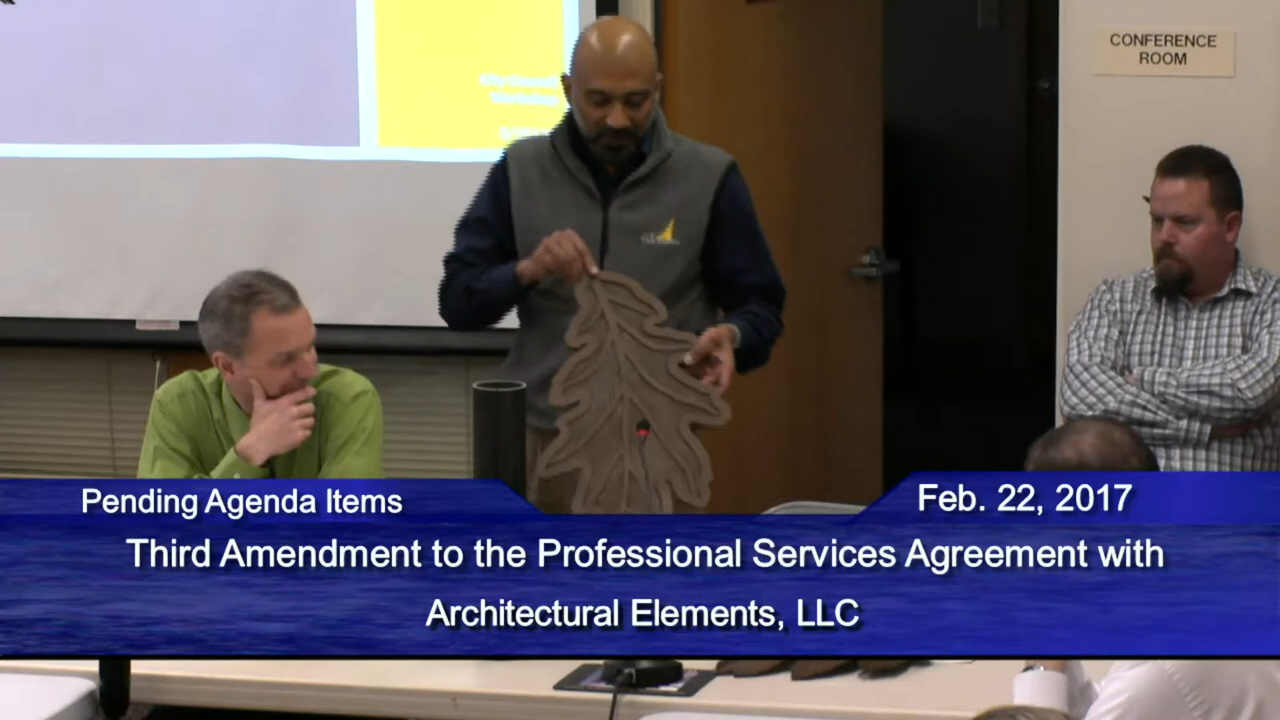 CONFERENCE
ROOM
Pending Agenda Items
Feb. 22, 2017
Third Amendment to the Professional Services Agreement with
Architectural Elements, LLC